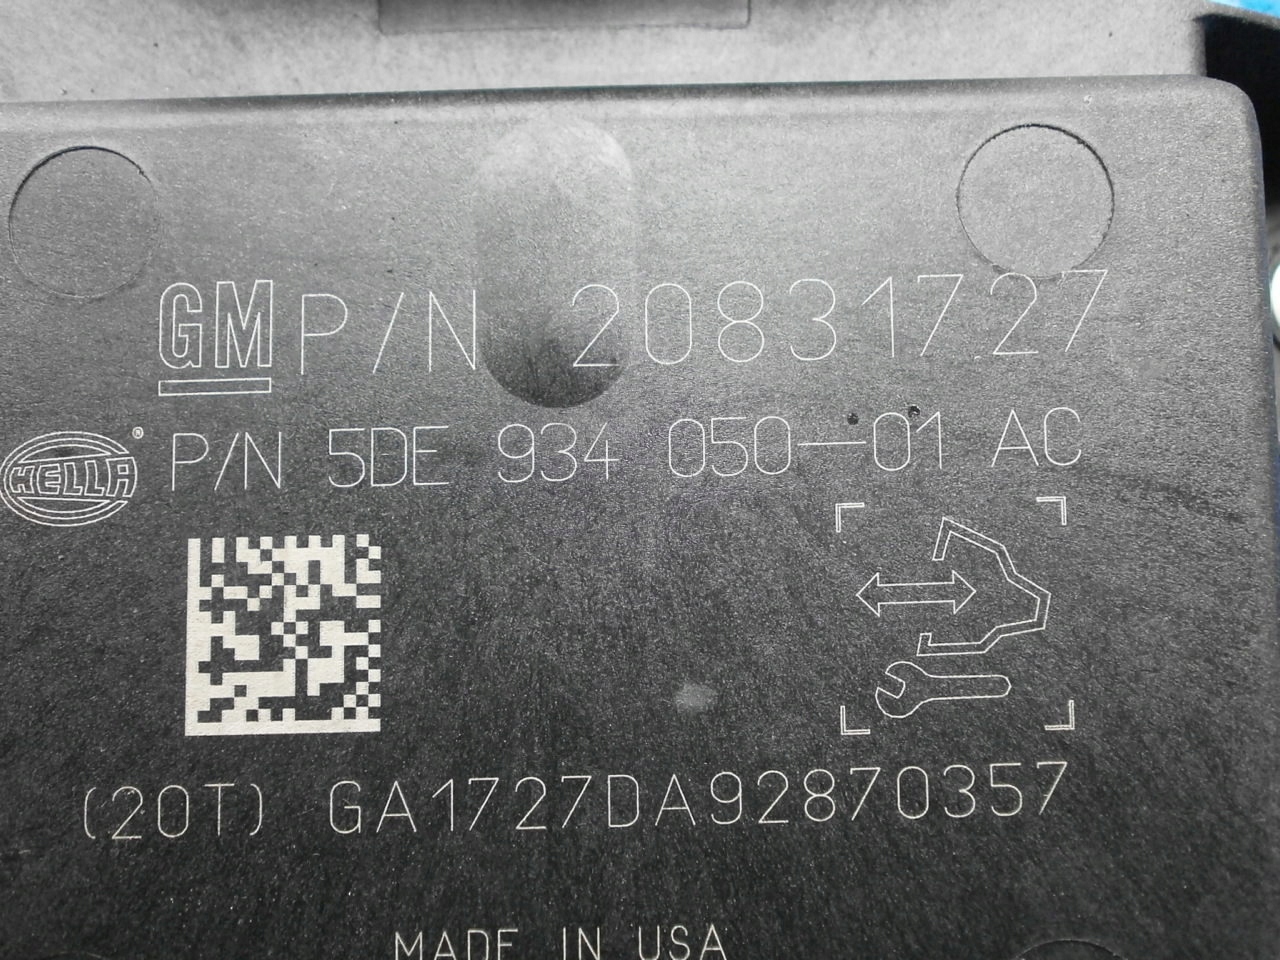 GM P/N 20831727
HELLA® P/N 5DE 934 050-01 AC
(20T) GA1727DA92870357
MADE IN USA